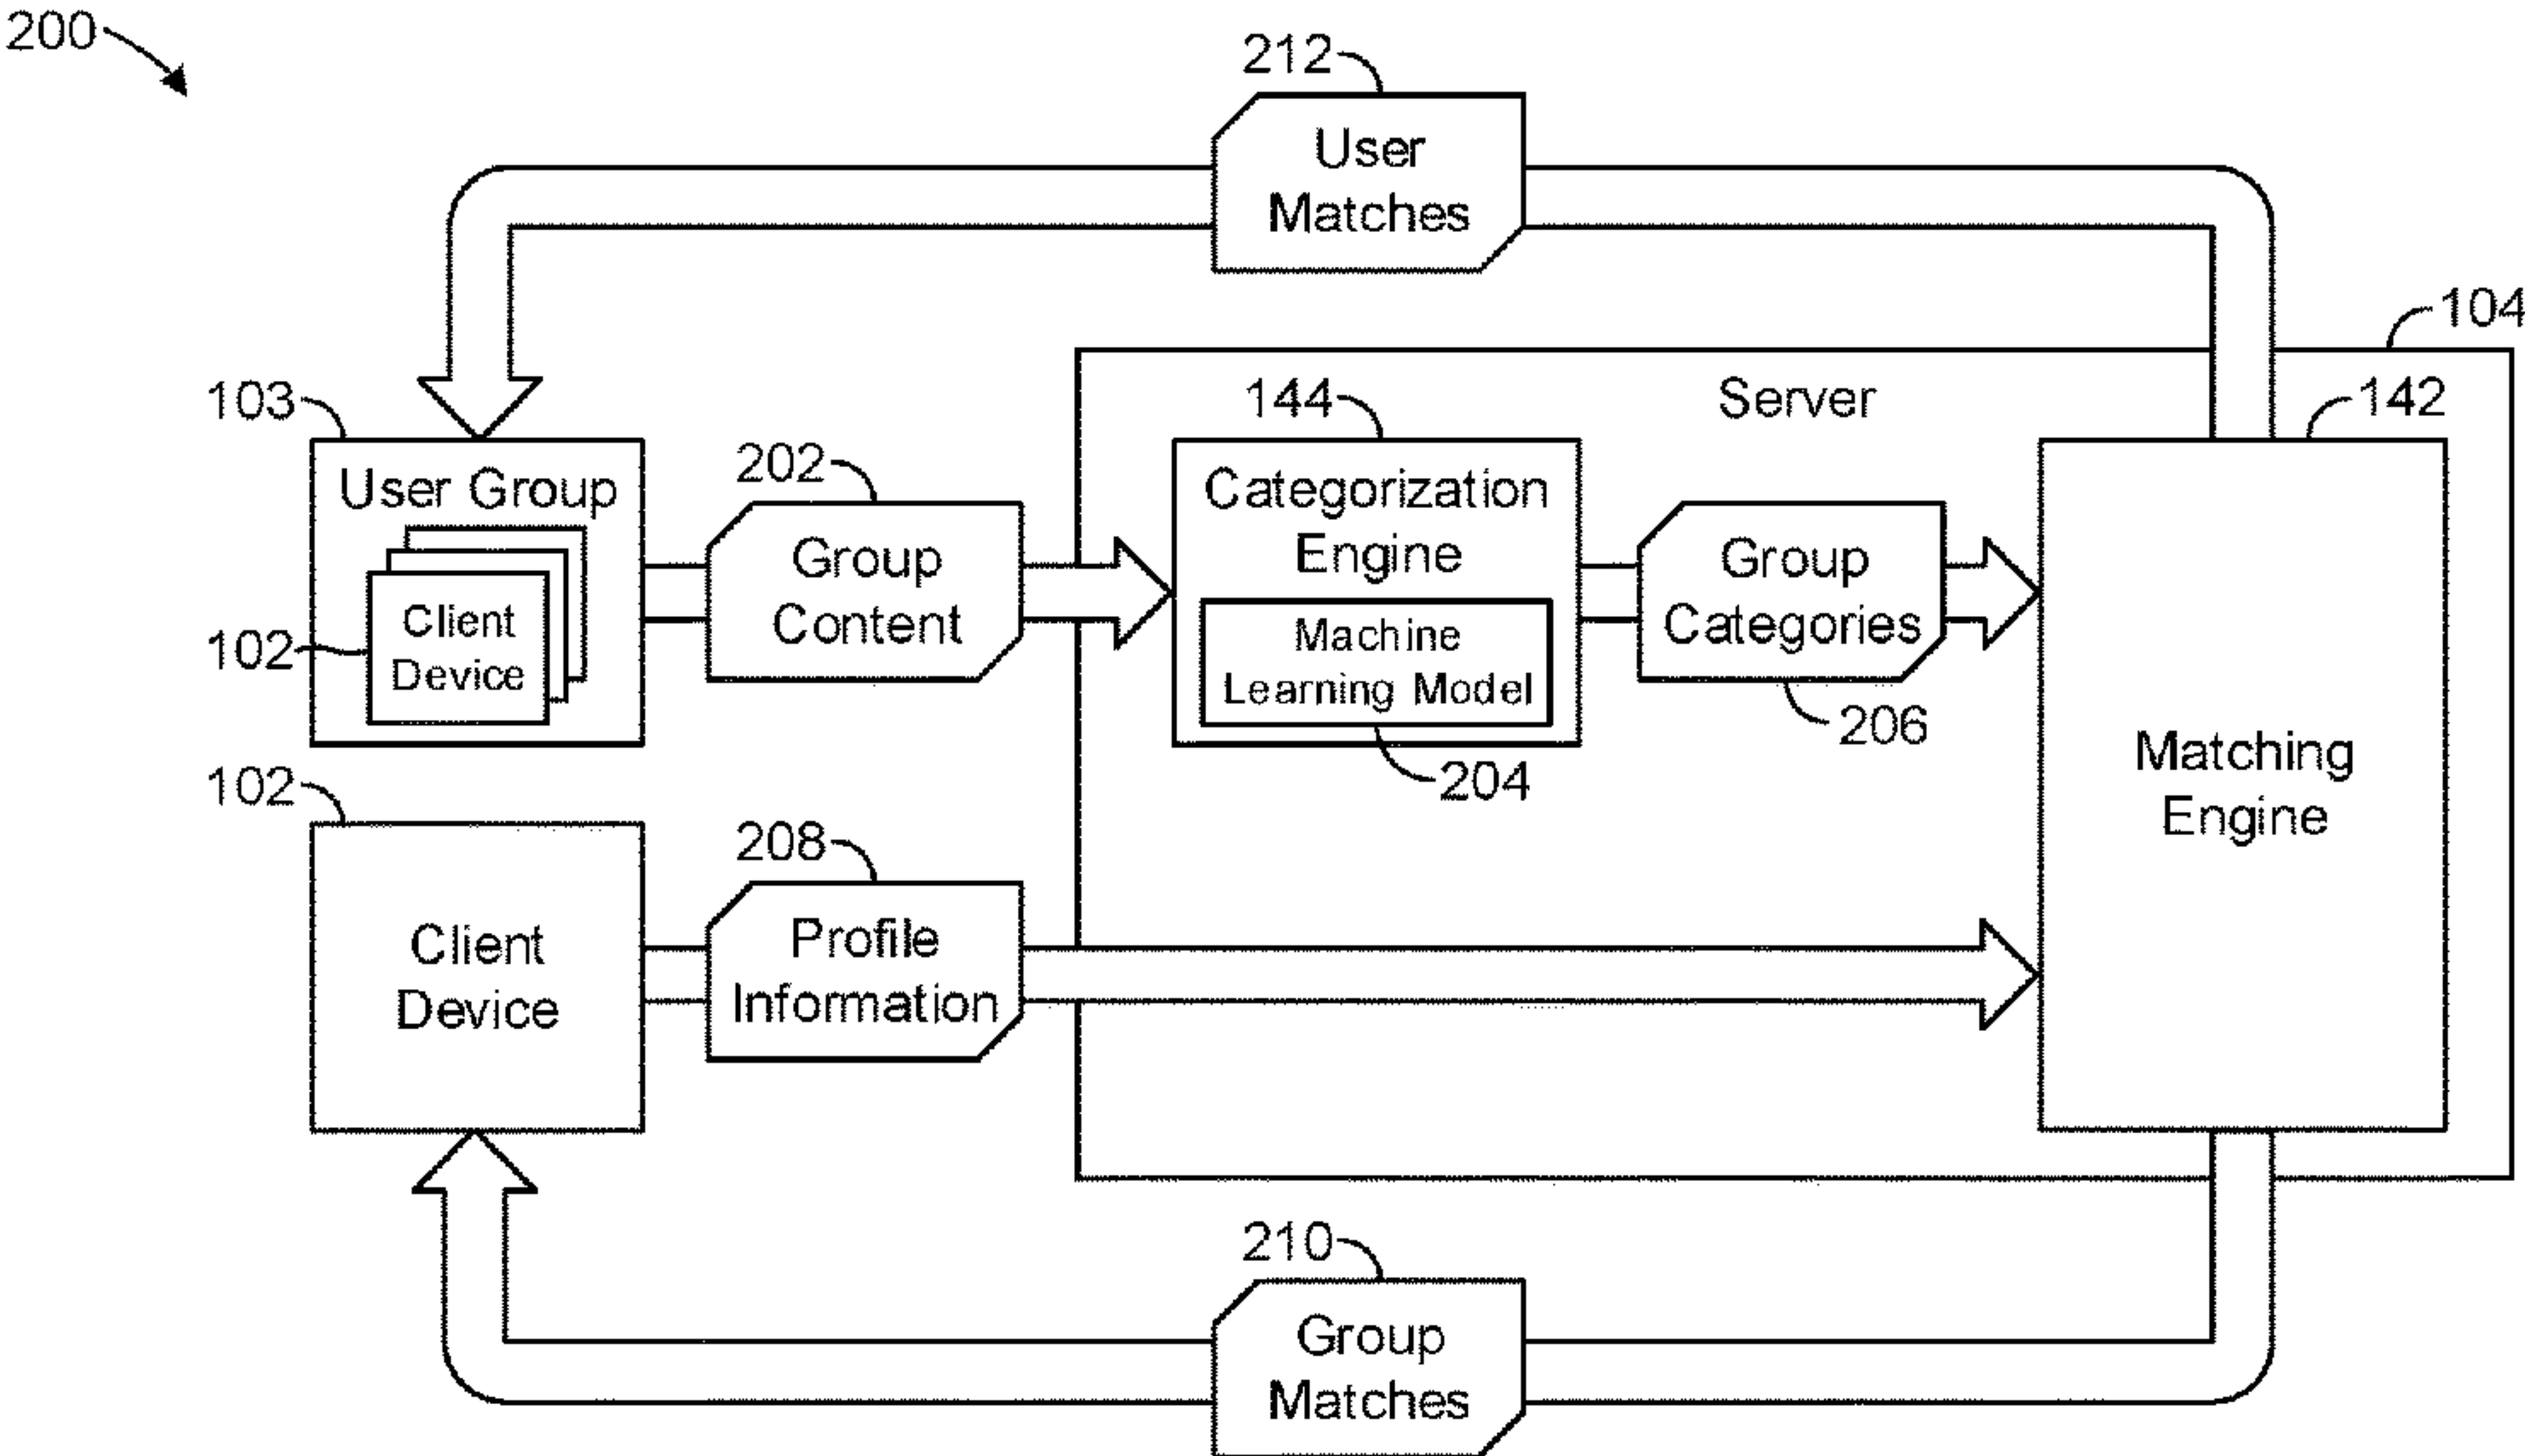 200
212
User
Matches
104
103
144
Server
142
202
User Group
Categorization
Engine
Group
Content
Group
Categories
Client
Device
102
Machine
Learning Model
206
204
Matching
Engine
102
208
Client
Device
Profile
Information
210
Group
Matches